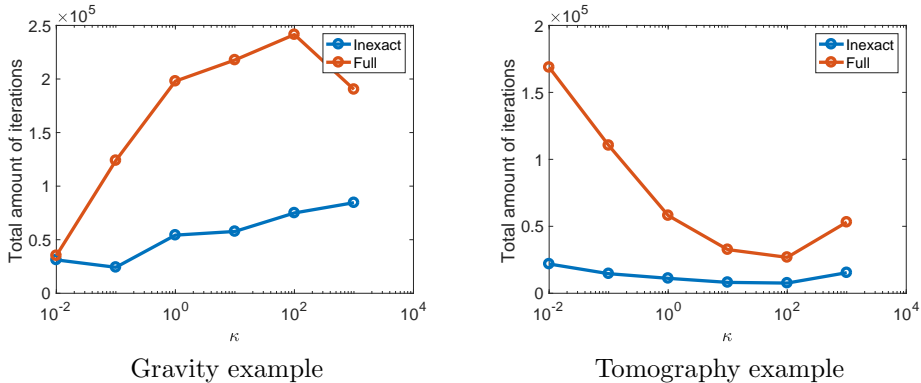 ×10^5
2.5
2
1.5
1
0.5
0
Total amount of iterations
Inexact
Full
10^-2
10^0
10^2
10^4
κ
Gravity example
×10^5
2
1.5
1
0.5
0
Total amount of iterations
Inexact
Full
10^-2
10^0
10^2
10^4
κ
Tomography example